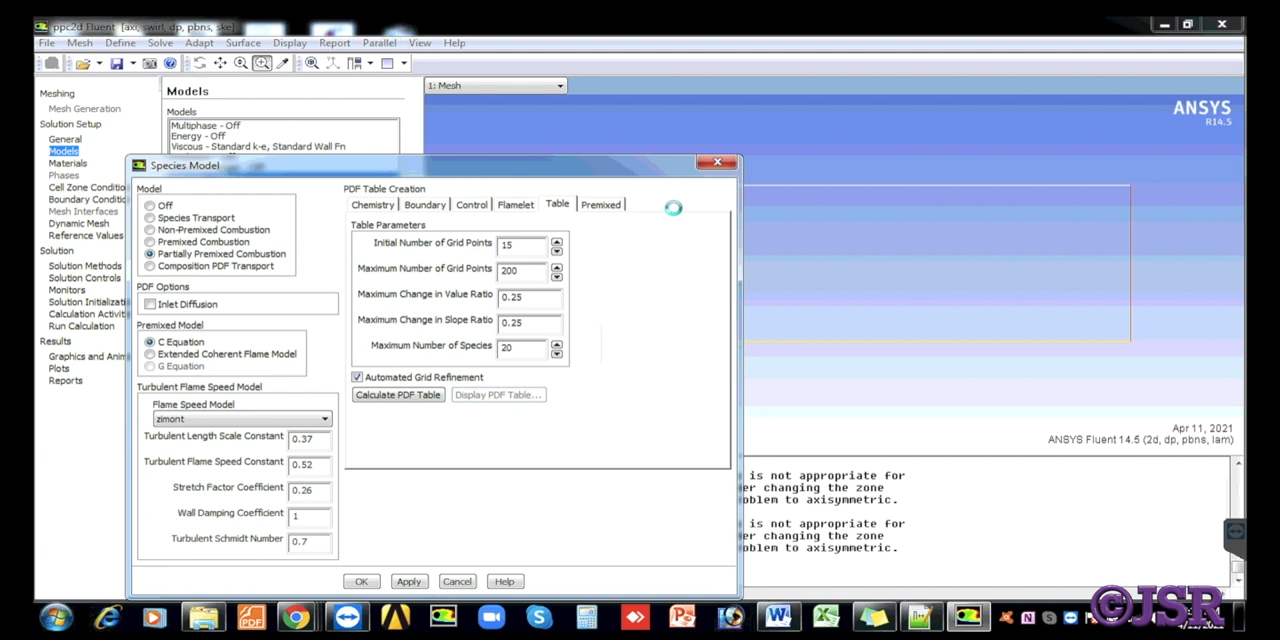 ppc2d Fluent [axi, swirl, dp, pbns, ske]
File Mesh Define Solve Adapt Surface Display Report Parallel View Help
1: Mesh
Meshing
Mesh Generation
Solution Setup
General
Models
Materials
Phases
Cell Zone Conditio
Boundary Conditio
Mesh Interfaces
Dynamic Mesh
Reference Values
Solution
Solution Methods
Solution Controls
Monitors
Solution Initializati
Calculation Activit
Run Calculation
Results
Graphics and Anim
Plots
Reports
Models
Models
Multiphase - Off
Energy - Off
Viscous - Standard k-e, Standard Wall Fn
Species Model
Model
Off
Species Transport
Non-Premixed Combustion
Premixed Combustion
Partially Premixed Combustion
Composition PDF Transport
PDF Options
Inlet Diffusion
Premixed Model
C Equation
Extended Coherent Flame Model
G Equation
Turbulent Flame Speed Model
Flame Speed Model
zimont
Turbulent Length Scale Constant 0.37
Turbulent Flame Speed Constant 0.52
Stretch Factor Coefficient 0.26
Wall Damping Coefficient 1
Turbulent Schmidt Number 0.7
PDF Table Creation
Chemistry Boundary Control Flamelet Table Premixed
Table Parameters
Initial Number of Grid Points 15
Maximum Number of Grid Points 200
Maximum Change in Value Ratio 0.25
Maximum Change in Slope Ratio 0.25
Maximum Number of Species 20
Automated Grid Refinement
Calculate PDF Table Display PDF Table...
OK Apply Cancel Help
ANSYS
R14.5
Apr 11, 2021
ANSYS Fluent 14.5 (2d, dp, pbns, lam)
is not appropriate for
er changing the zone
oblem to axisymmetric.
is not appropriate for
er changing the zone
oblem to axisymmetric.
©JSR